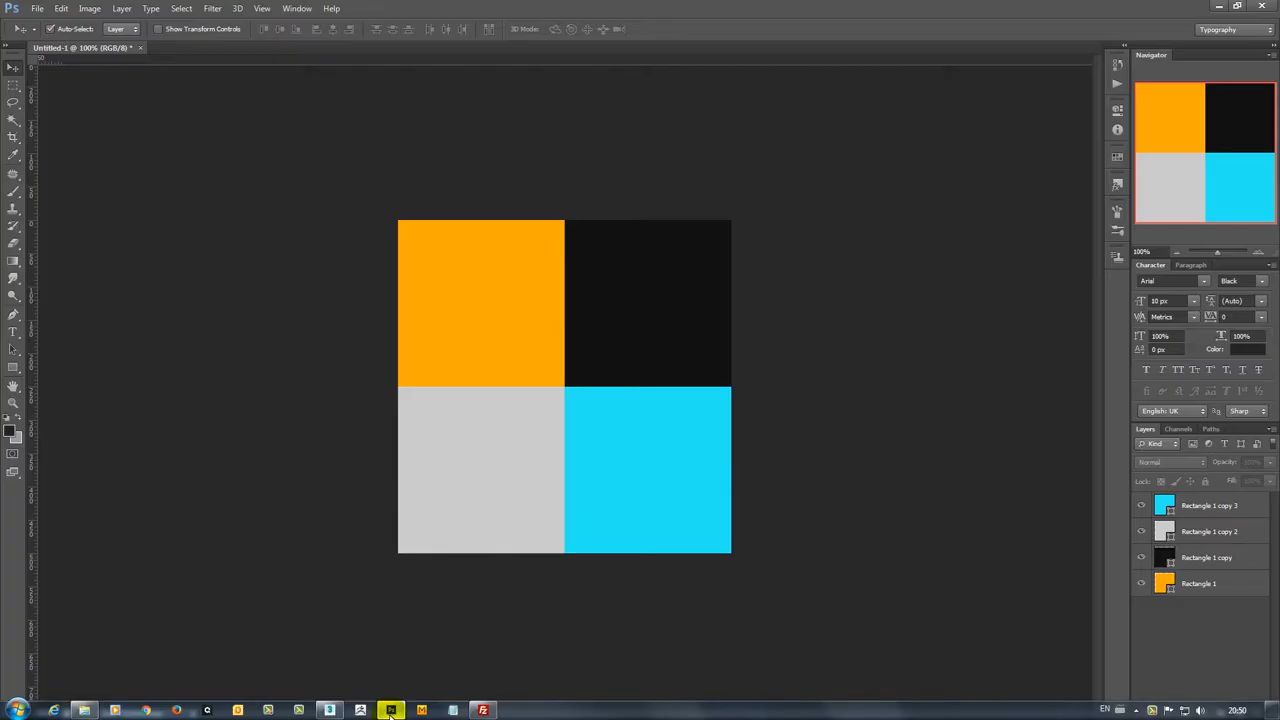 Ps File Edit Image Layer Type Select Filter 3D View Window Help
Auto-Select: Layer Show Transform Controls 3D Mode: Typography
Untitled-1 @ 100% (RGB/8) * ×
Navigator
100%
Character Paragraph
Arial Black
10 px (Auto)
Metrics 0
100% 100%
0 px Color:
English: UK Sharp
Layers Channels Paths
Kind
Normal Opacity: 100%
Lock: Fill: 100%
Rectangle 1 copy 3
Rectangle 1 copy 2
Rectangle 1 copy
Rectangle 1
EN 20:50